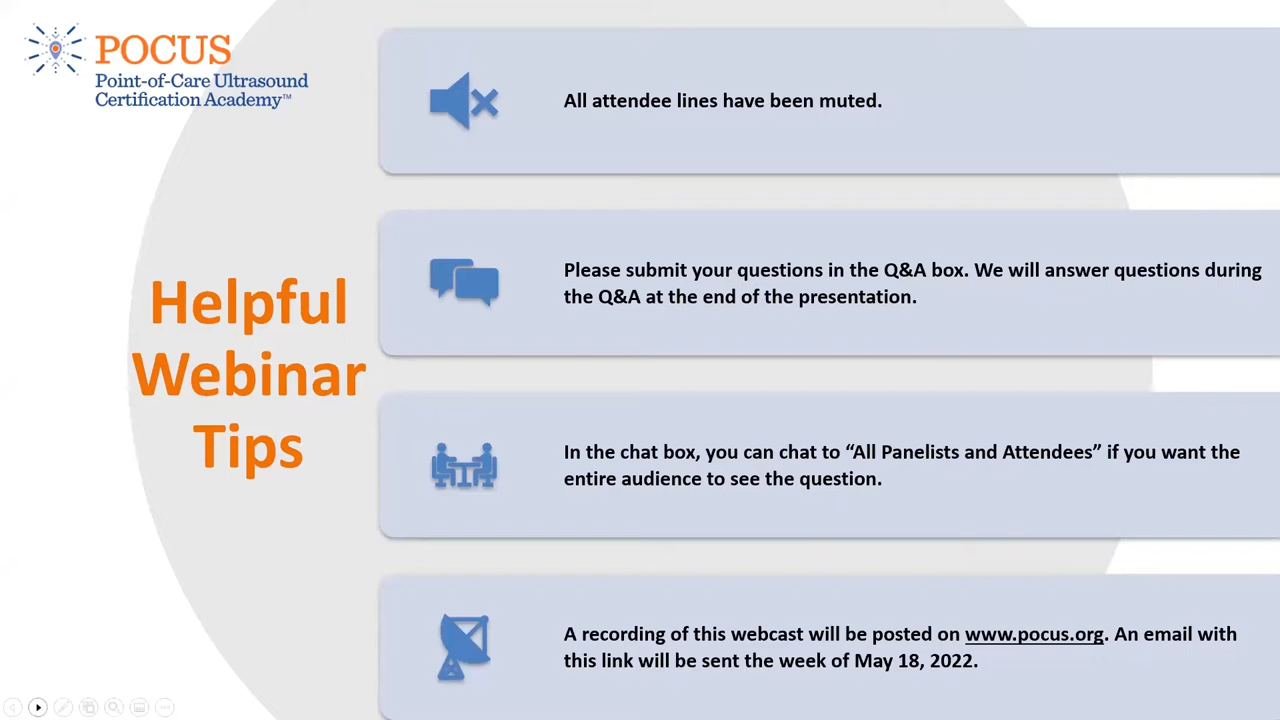 POCUS
Point-of-Care Ultrasound
Certification Academy™
Helpful
Webinar
Tips
All attendee lines have been muted.
Please submit your questions in the Q&A box. We will answer questions during
the Q&A at the end of the presentation.
In the chat box, you can chat to “All Panelists and Attendees” if you want the
entire audience to see the question.
A recording of this webcast will be posted on www.pocus.org. An email with
this link will be sent the week of May 18, 2022.